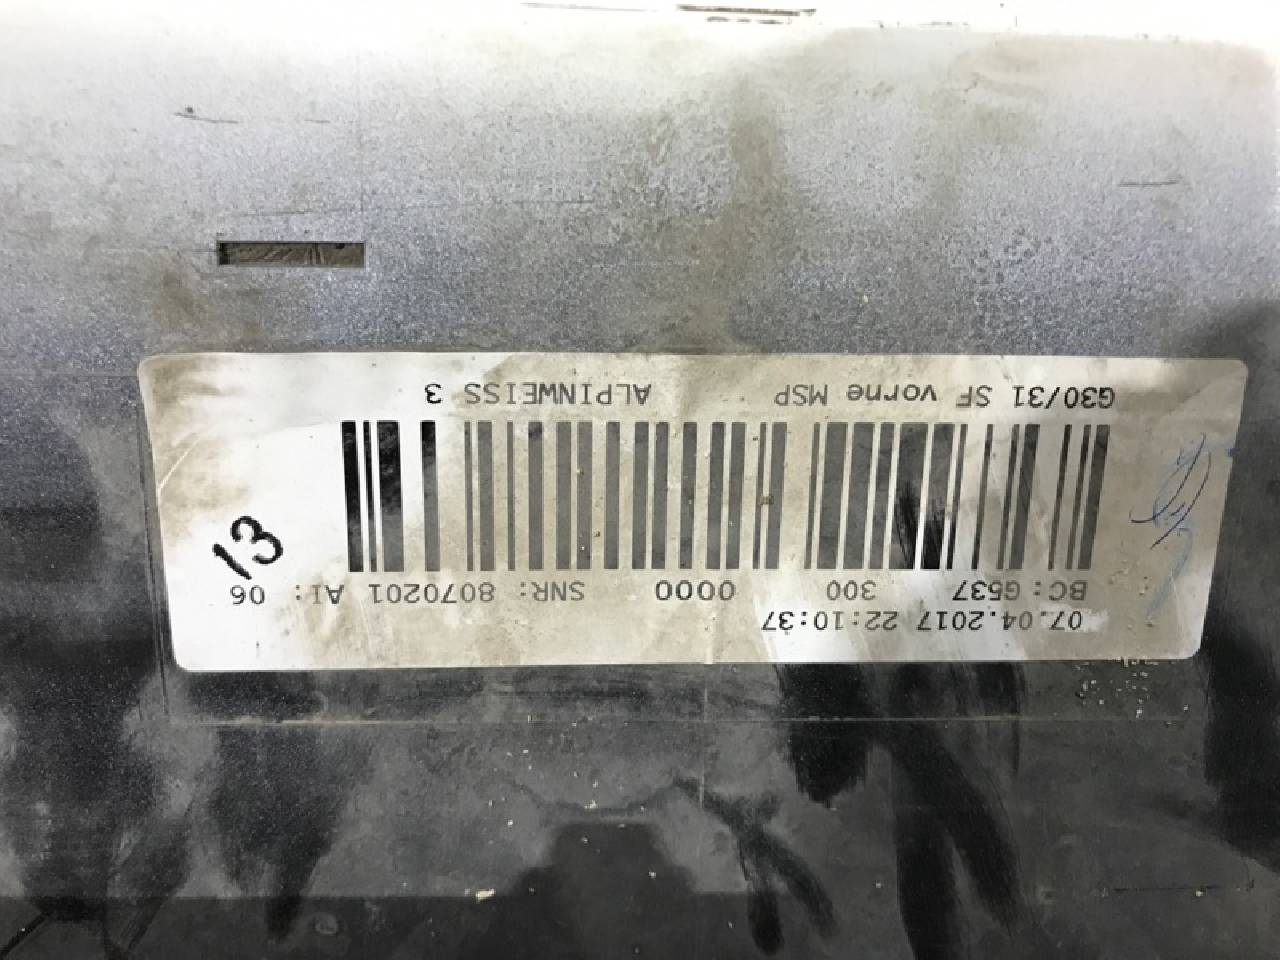 07.04.2017 22:10:37
BC: G537 300 0000 SNR: 8070201 AI: 06
G30/31 SF vorne MSP ALPINWEISS 3
13